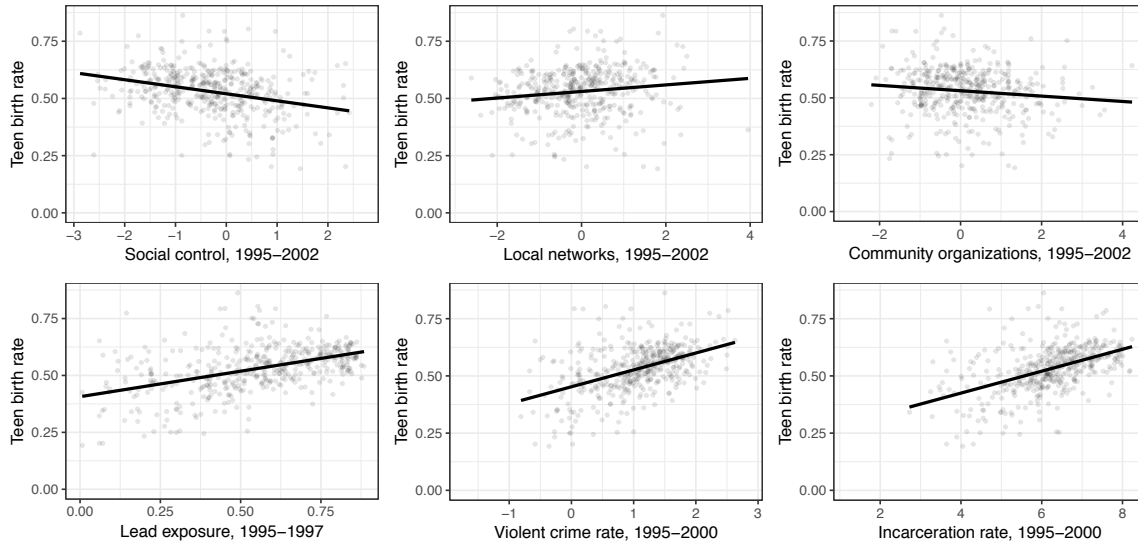 Teen birth rate
0.75
0.50
0.25
0.00
−3 −2 −1 0 1 2
Social control, 1995−2002
Teen birth rate
0.75
0.50
0.25
0.00
−2 0 2 4
Local networks, 1995−2002
Teen birth rate
0.75
0.50
0.25
0.00
−2 0 2 4
Community organizations, 1995−2002
Teen birth rate
0.75
0.50
0.25
0.00
0.00 0.25 0.50 0.75
Lead exposure, 1995−1997
Teen birth rate
0.75
0.50
0.25
0.00
−1 0 1 2 3
Violent crime rate, 1995−2000
Teen birth rate
0.75
0.50
0.25
0.00
2 4 6 8
Incarceration rate, 1995−2000